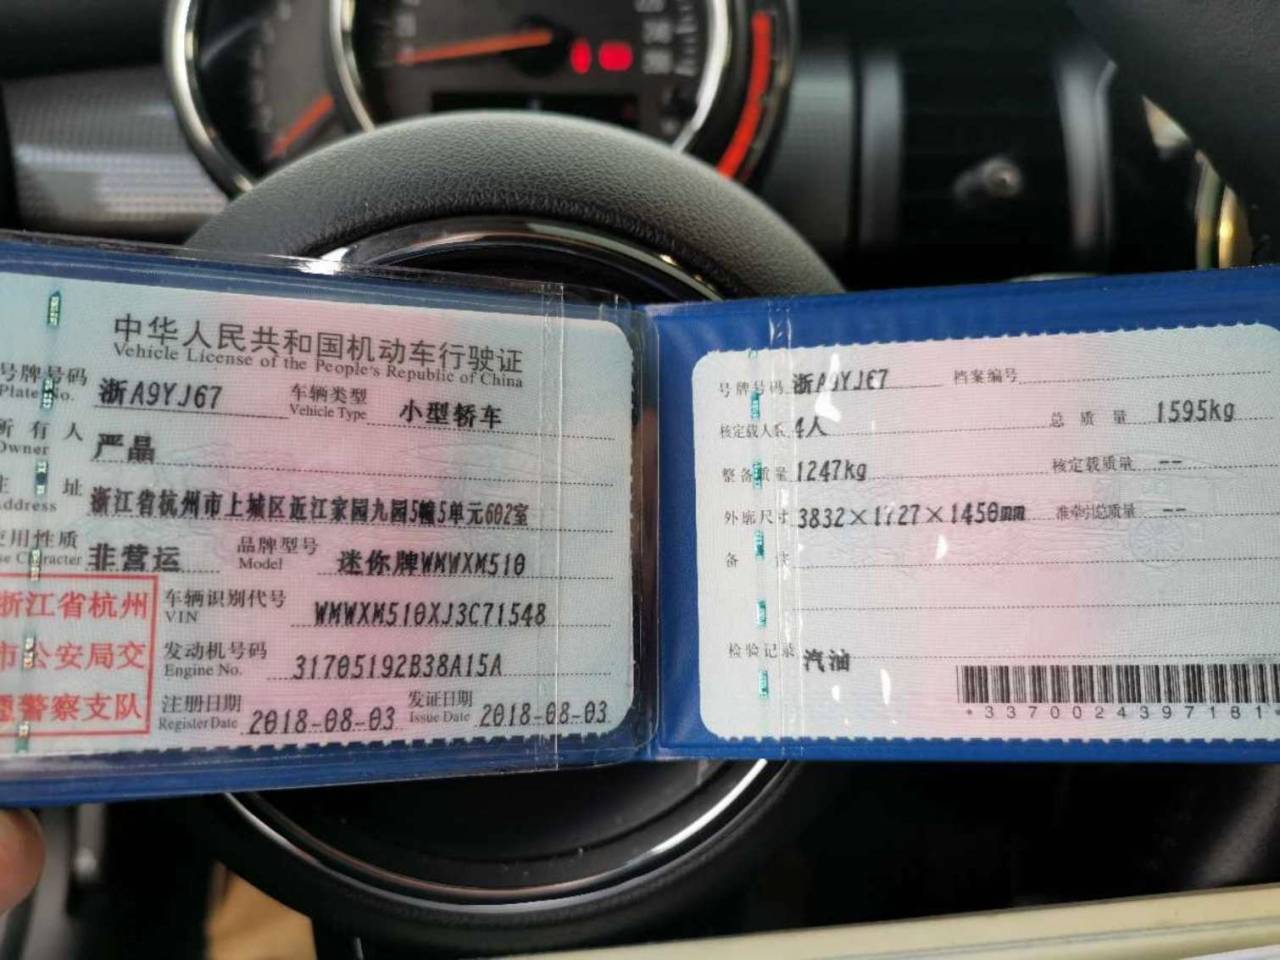 中华人民共和国机动车行驶证
Vehicle License of the People's Republic of China
号牌号码 浙A9YJ67 车辆类型 小型轿车
Plate No. Vehicle Type
所有人 严晶
Owner
址 浙江省杭州市上城区近江家园九园5幢5单元602室
Address
使用性质 非营运 品牌型号 迷你牌WMWXM510
Character Model
车辆识别代号 WMWXM510XJ3C71548
VIN
发动机号码 31705192B38A15A
Engine No.
注册日期 2018-08-03 发证日期 2018-08-03
Register Date Issue Date
浙江省杭州
市公安局交
警察支队
号牌号码 浙A9YJ67 档案编号
核定载人数 4人 总质量 1595kg
整备质量 1247kg 核定载质量 --
外廓尺寸 3832×1727×1450mm 准牵引总质量 --
备
检验记录 汽油
*3370024397181*